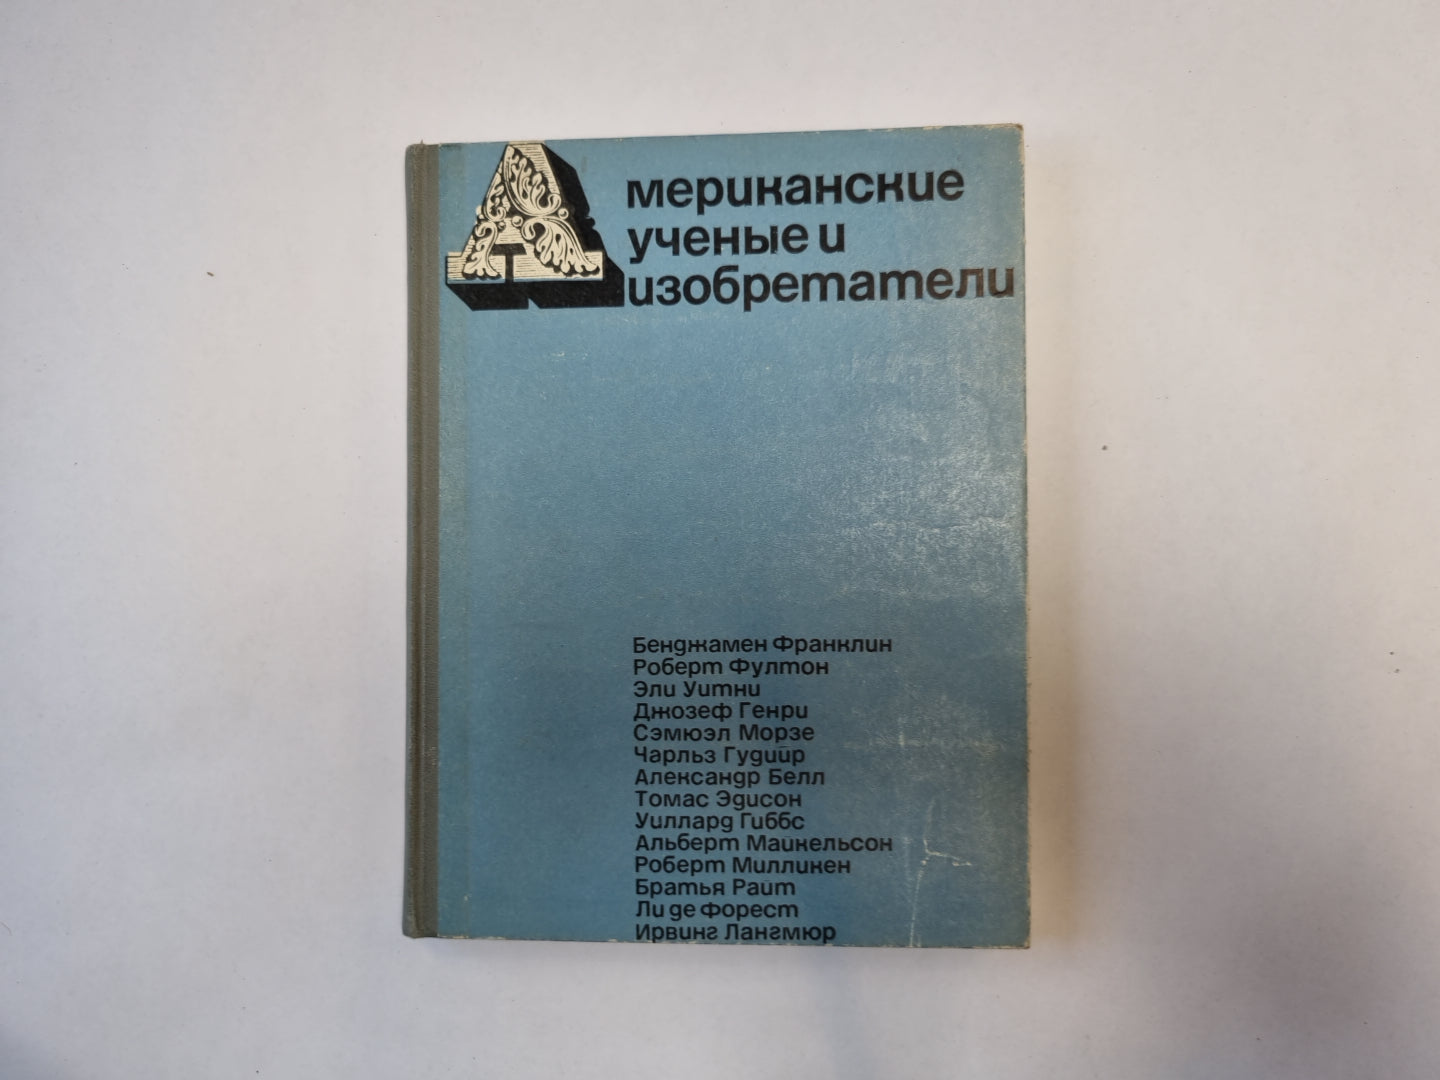 Американские
ученые и
изобретатели
Бенджамен Франклин
Роберт Фултон
Эли Уитни
Джозеф Генри
Сэмюэл Морзе
Чарльз Гудийр
Александр Белл
Томас Эдисон
Уиллард Гиббс
Альберт Майкельсон
Роберт Милликен
Братья Райт
Ли де Форест
Ирвинг Лангмюр